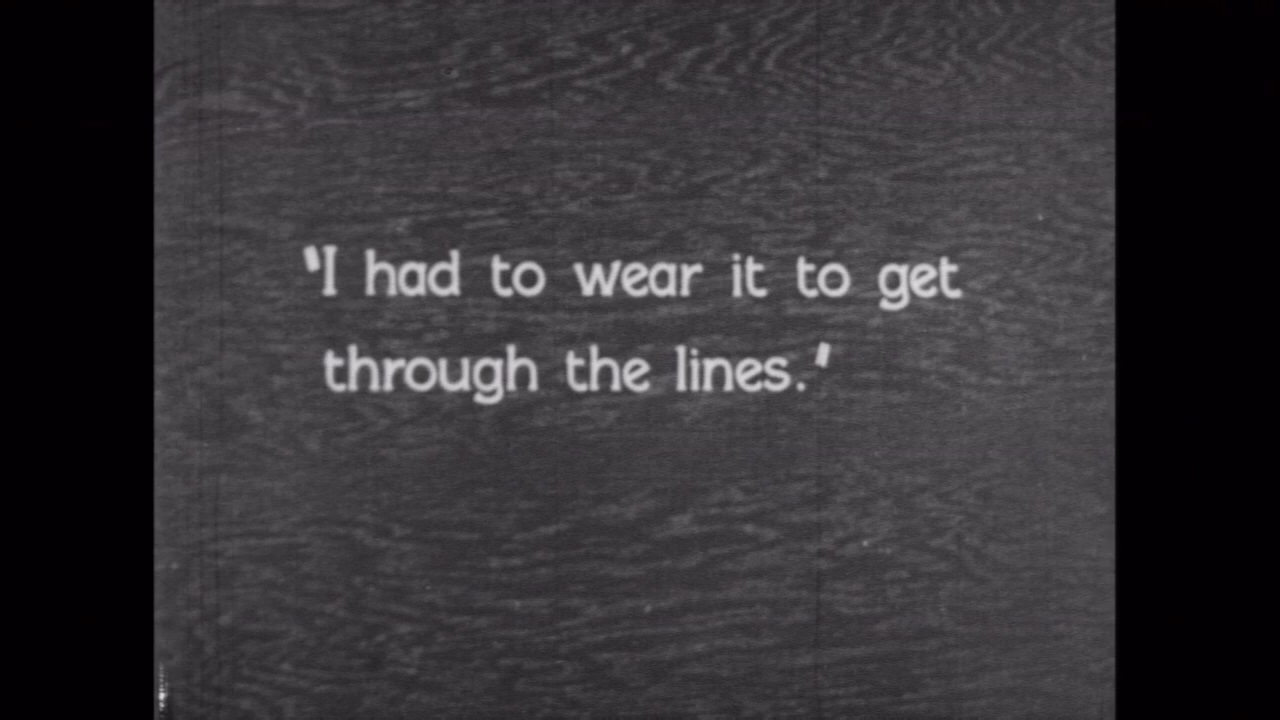 "I had to wear it to get
through the lines."